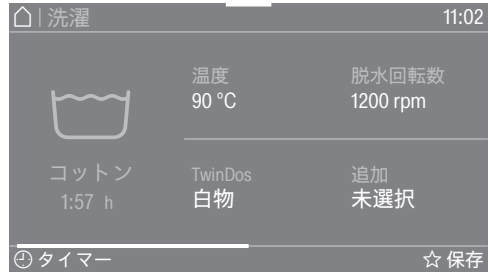 洗濯 11:02
温度 脱水回転数
90 °C 1200 rpm
コットン TwinDos 追加
1:57 h 白物 未選択
タイマー 保存